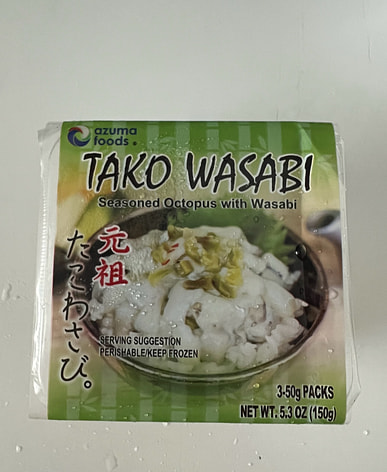 azuma
foods®
TAKO WASABI
Seasoned Octopus with Wasabi
元祖
たこわさび。
SERVING SUGGESTION
PERISHABLE/KEEP FROZEN
3-50g PACKS
NET WT. 5.3 OZ (150g)